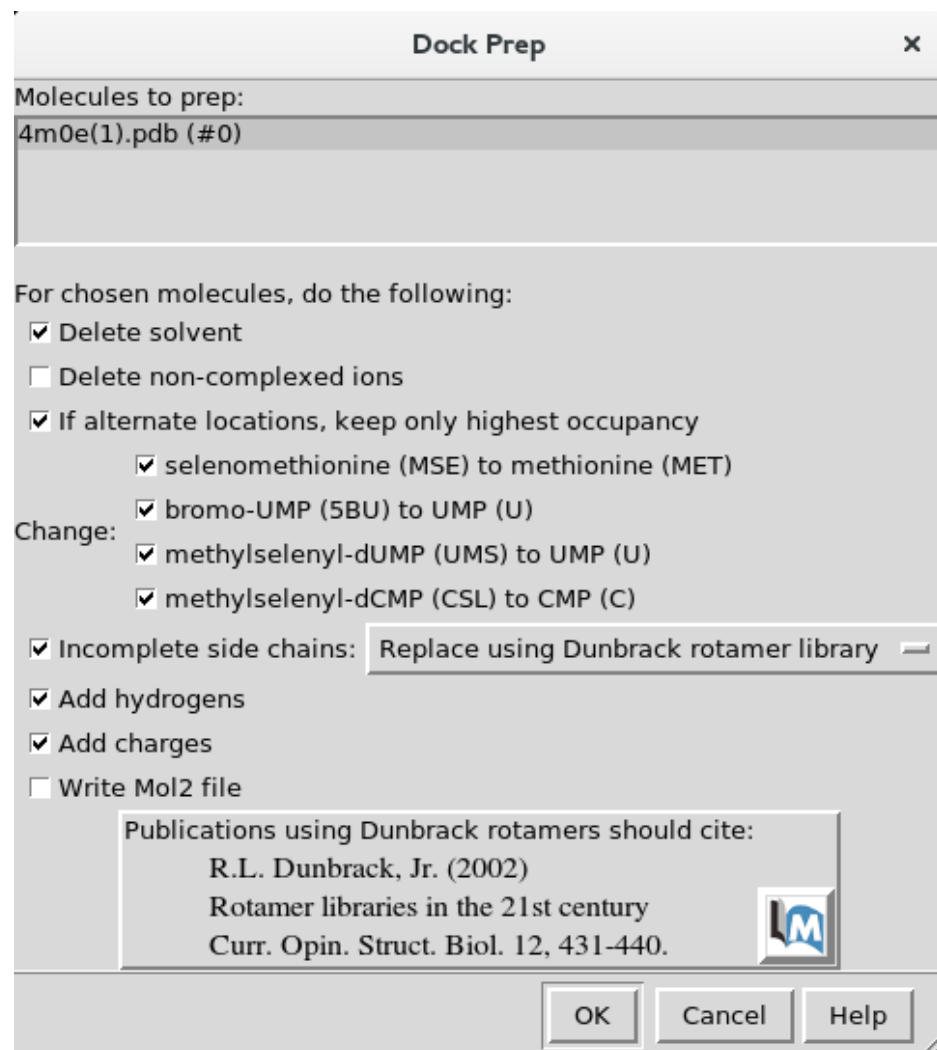 Dock Prep
Molecules to prep:
4m0e(1).pdb (#0)
For chosen molecules, do the following:
Delete solvent
Delete non-complexed ions
If alternate locations, keep only highest occupancy
Change:
selenomethionine (MSE) to methionine (MET)
bromo-UMP (5BU) to UMP (U)
methylselenyl-dUMP (UMS) to UMP (U)
methylselenyl-dCMP (CSL) to CMP (C)
Incomplete side chains: Replace using Dunbrack rotamer library
Add hydrogens
Add charges
Write Mol2 file
Publications using Dunbrack rotamers should cite:
R.L. Dunbrack, Jr. (2002)
Rotamer libraries in the 21st century
Curr. Opin. Struct. Biol. 12, 431-440.
M
OK Cancel Help